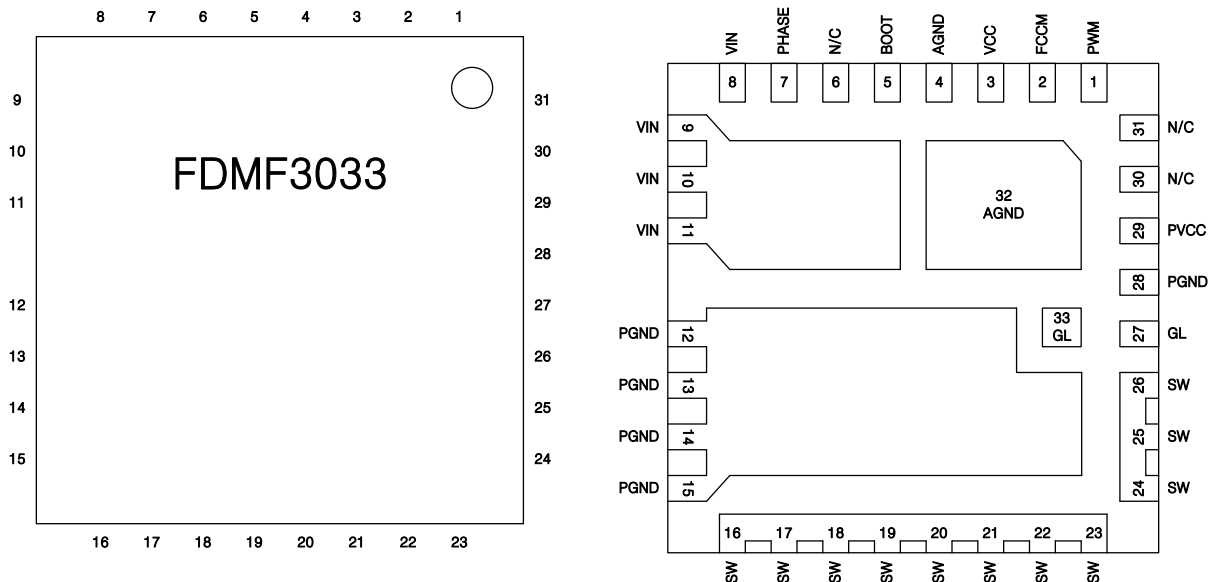 8 7 6 5 4 3 2 1
9
10
11
12
13
14
15
FDMF3033
31
30
29
28
27
26
25
24
16 17 18 19 20 21 22 23
VIN PHASE N/C BOOT AGND VCC FCCM PWM
8 7 6 5 4 3 2 1
VIN 9
VIN 10
VIN 11
PGND 12
PGND 13
PGND 14
PGND 15
32
AGND
33
GL
31 N/C
30 N/C
29 PVCC
28 PGND
27 GL
26 SW
25 SW
24 SW
16 17 18 19 20 21 22 23
SW SW SW SW SW SW SW SW